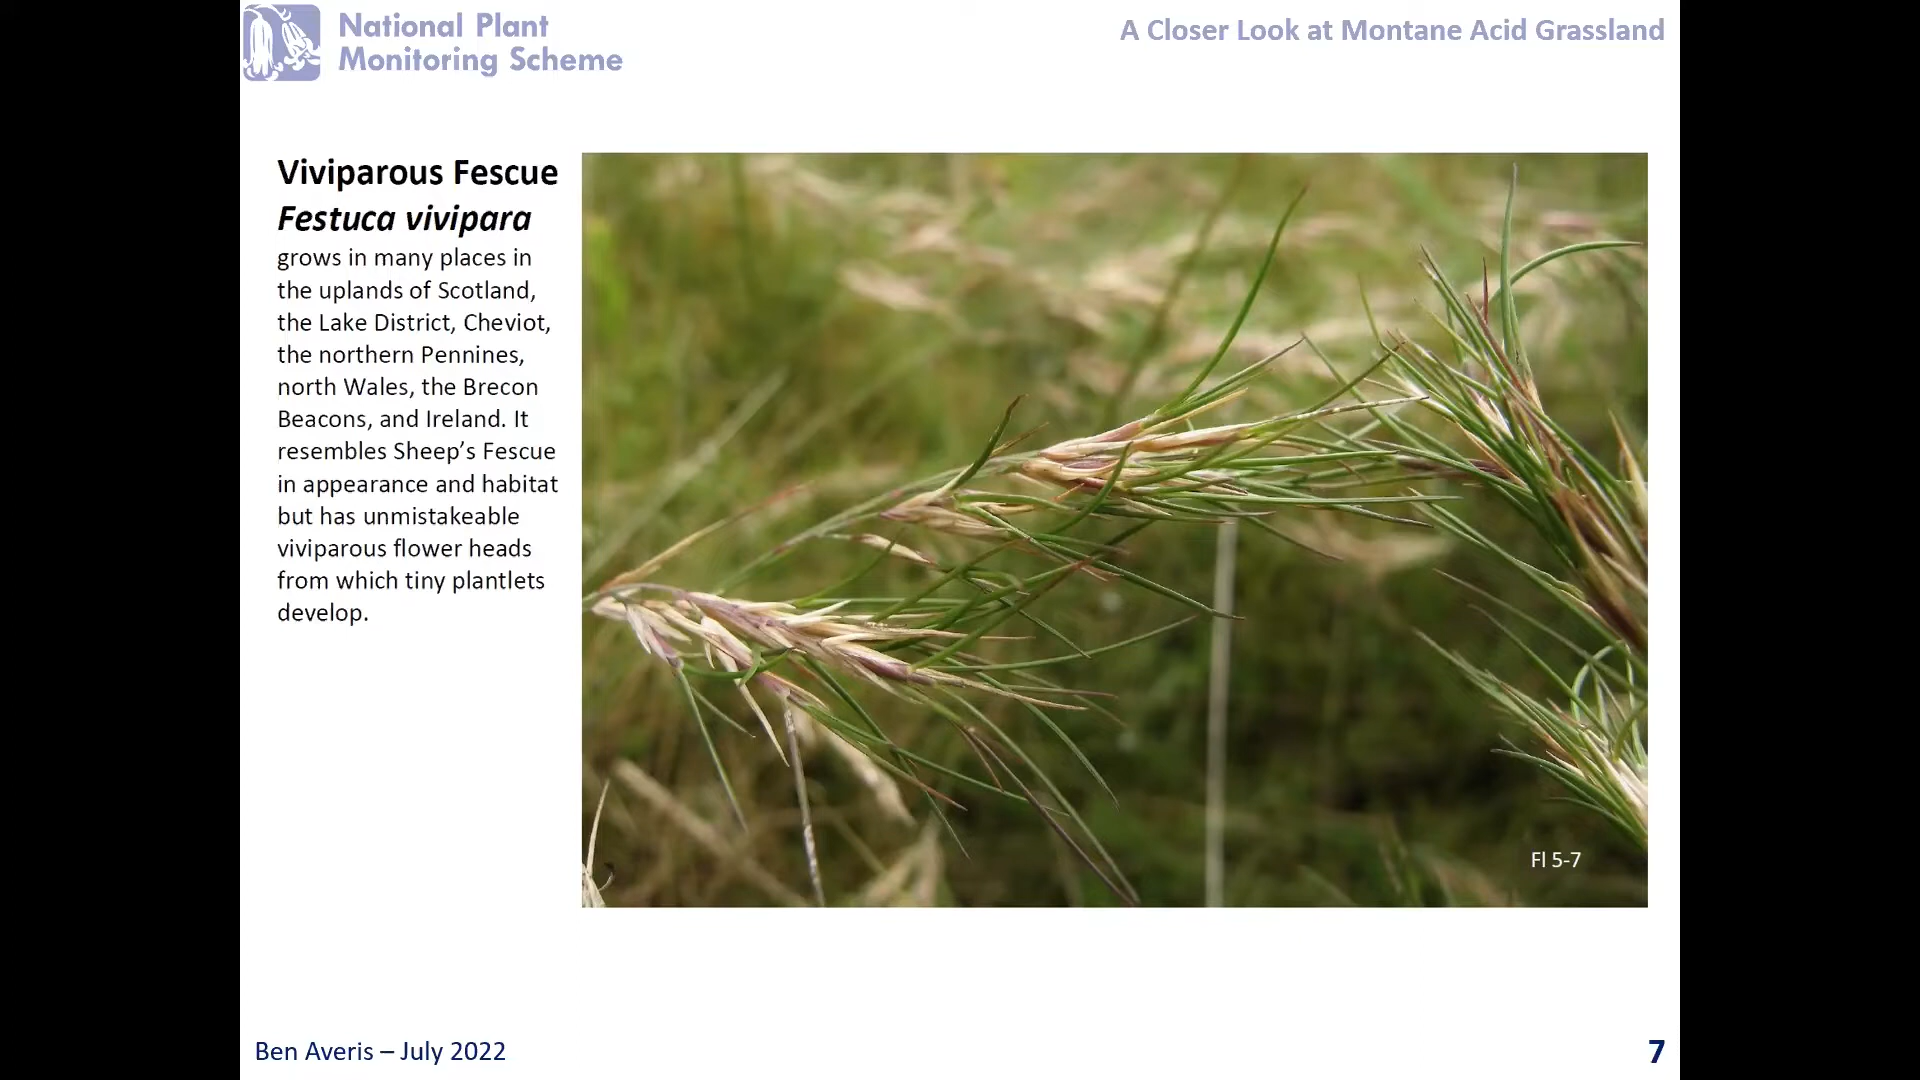 National Plant
Monitoring Scheme
A Closer Look at Montane Acid Grassland
Viviparous Fescue
Festuca vivipara
grows in many places in
the uplands of Scotland,
the Lake District, Cheviot,
the northern Pennines,
north Wales, the Brecon
Beacons, and Ireland. It
resembles Sheep’s Fescue
in appearance and habitat
but has unmistakeable
viviparous flower heads
from which tiny plantlets
develop.
Fl 5-7
Ben Averis – July 2022
7